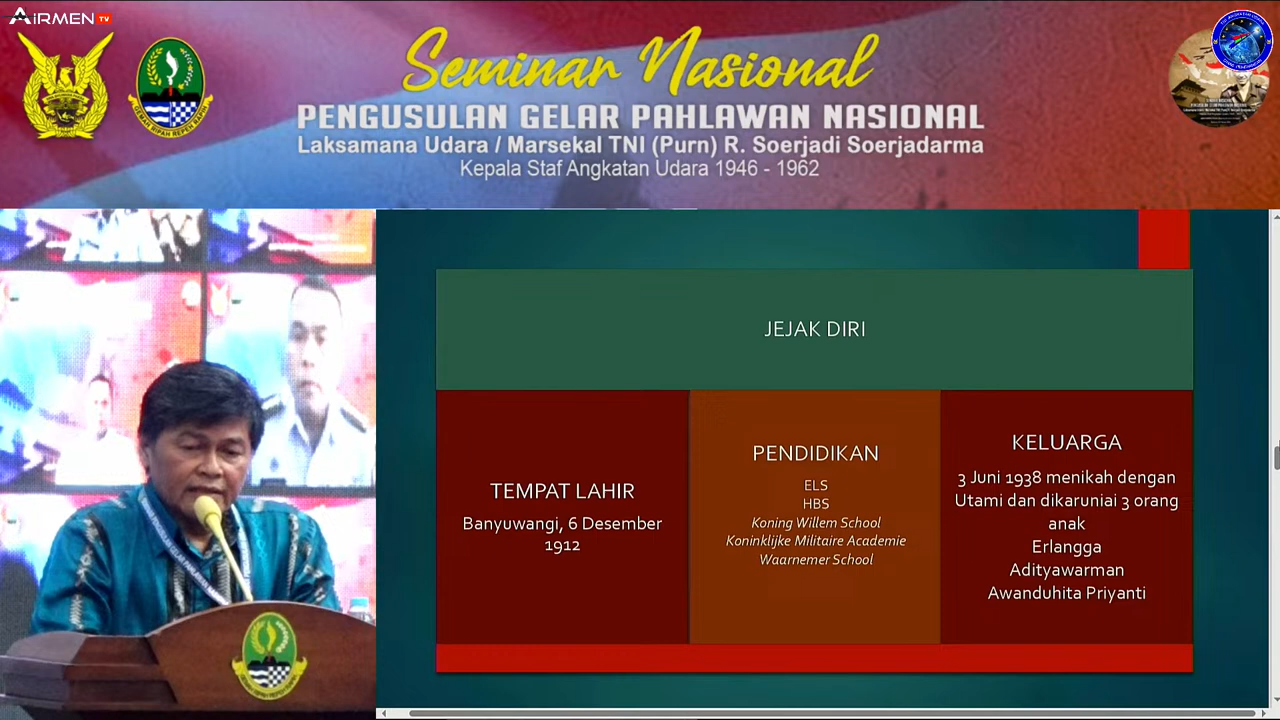 AiRMEN TV
Seminar Nasional
PENGUSULAN GELAR PAHLAWAN NASIONAL
Laksamana Udara / Marsekal TNI (Purn) R. Soerjadi Soerjadarma
Kepala Staf Angkatan Udara 1946 - 1962
JEJAK DIRI
TEMPAT LAHIR
Banyuwangi, 6 Desember
1912
PENDIDIKAN
ELS
HBS
Koning Willem School
Koninklijke Militaire Academie
Waarnemer School
KELUARGA
3 Juni 1938 menikah dengan
Utami dan dikaruniai 3 orang
anak
Erlangga
Adityawarman
Awanduhita Priyanti